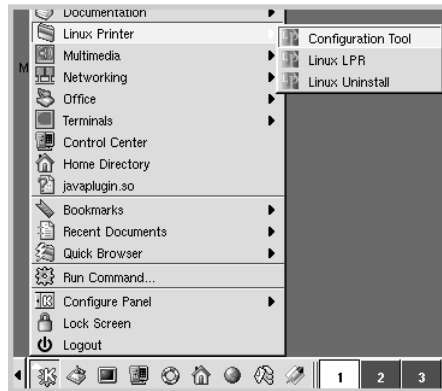 Documentation
Linux Printer
Configuration Tool
M
Multimedia
Linux LPR
Networking
Linux Uninstall
Office
Terminals
Control Center
Home Directory
javaplugin.so
Bookmarks
Recent Documents
Quick Browser
Run Command...
Configure Panel
Lock Screen
Logout
1 2 3